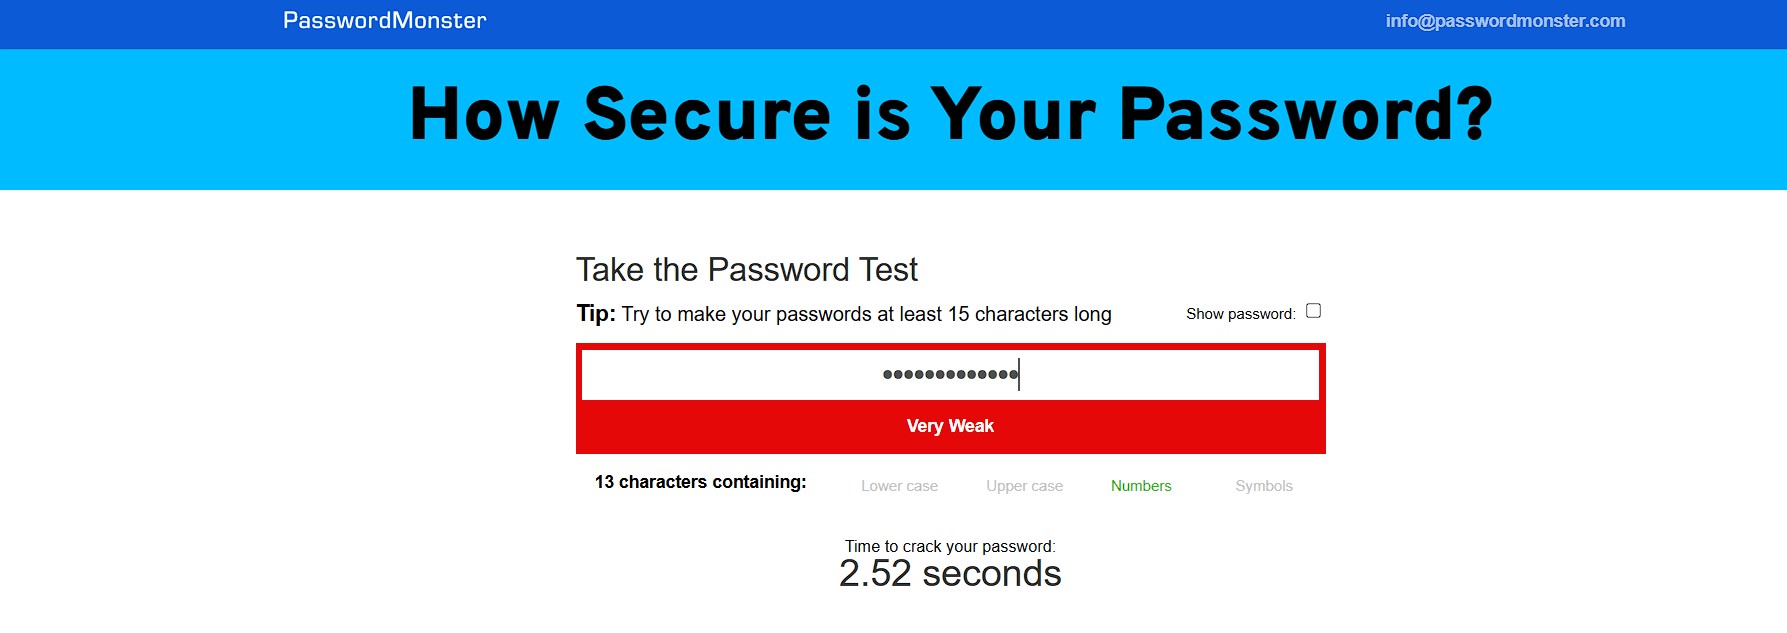 PasswordMonster info@passwordmonster.com
How Secure is Your Password?
Take the Password Test
Tip: Try to make your passwords at least 15 characters long Show password:
•••••••••••••
Very Weak
13 characters containing: Lower case Upper case Numbers Symbols
Time to crack your password:
2.52 seconds